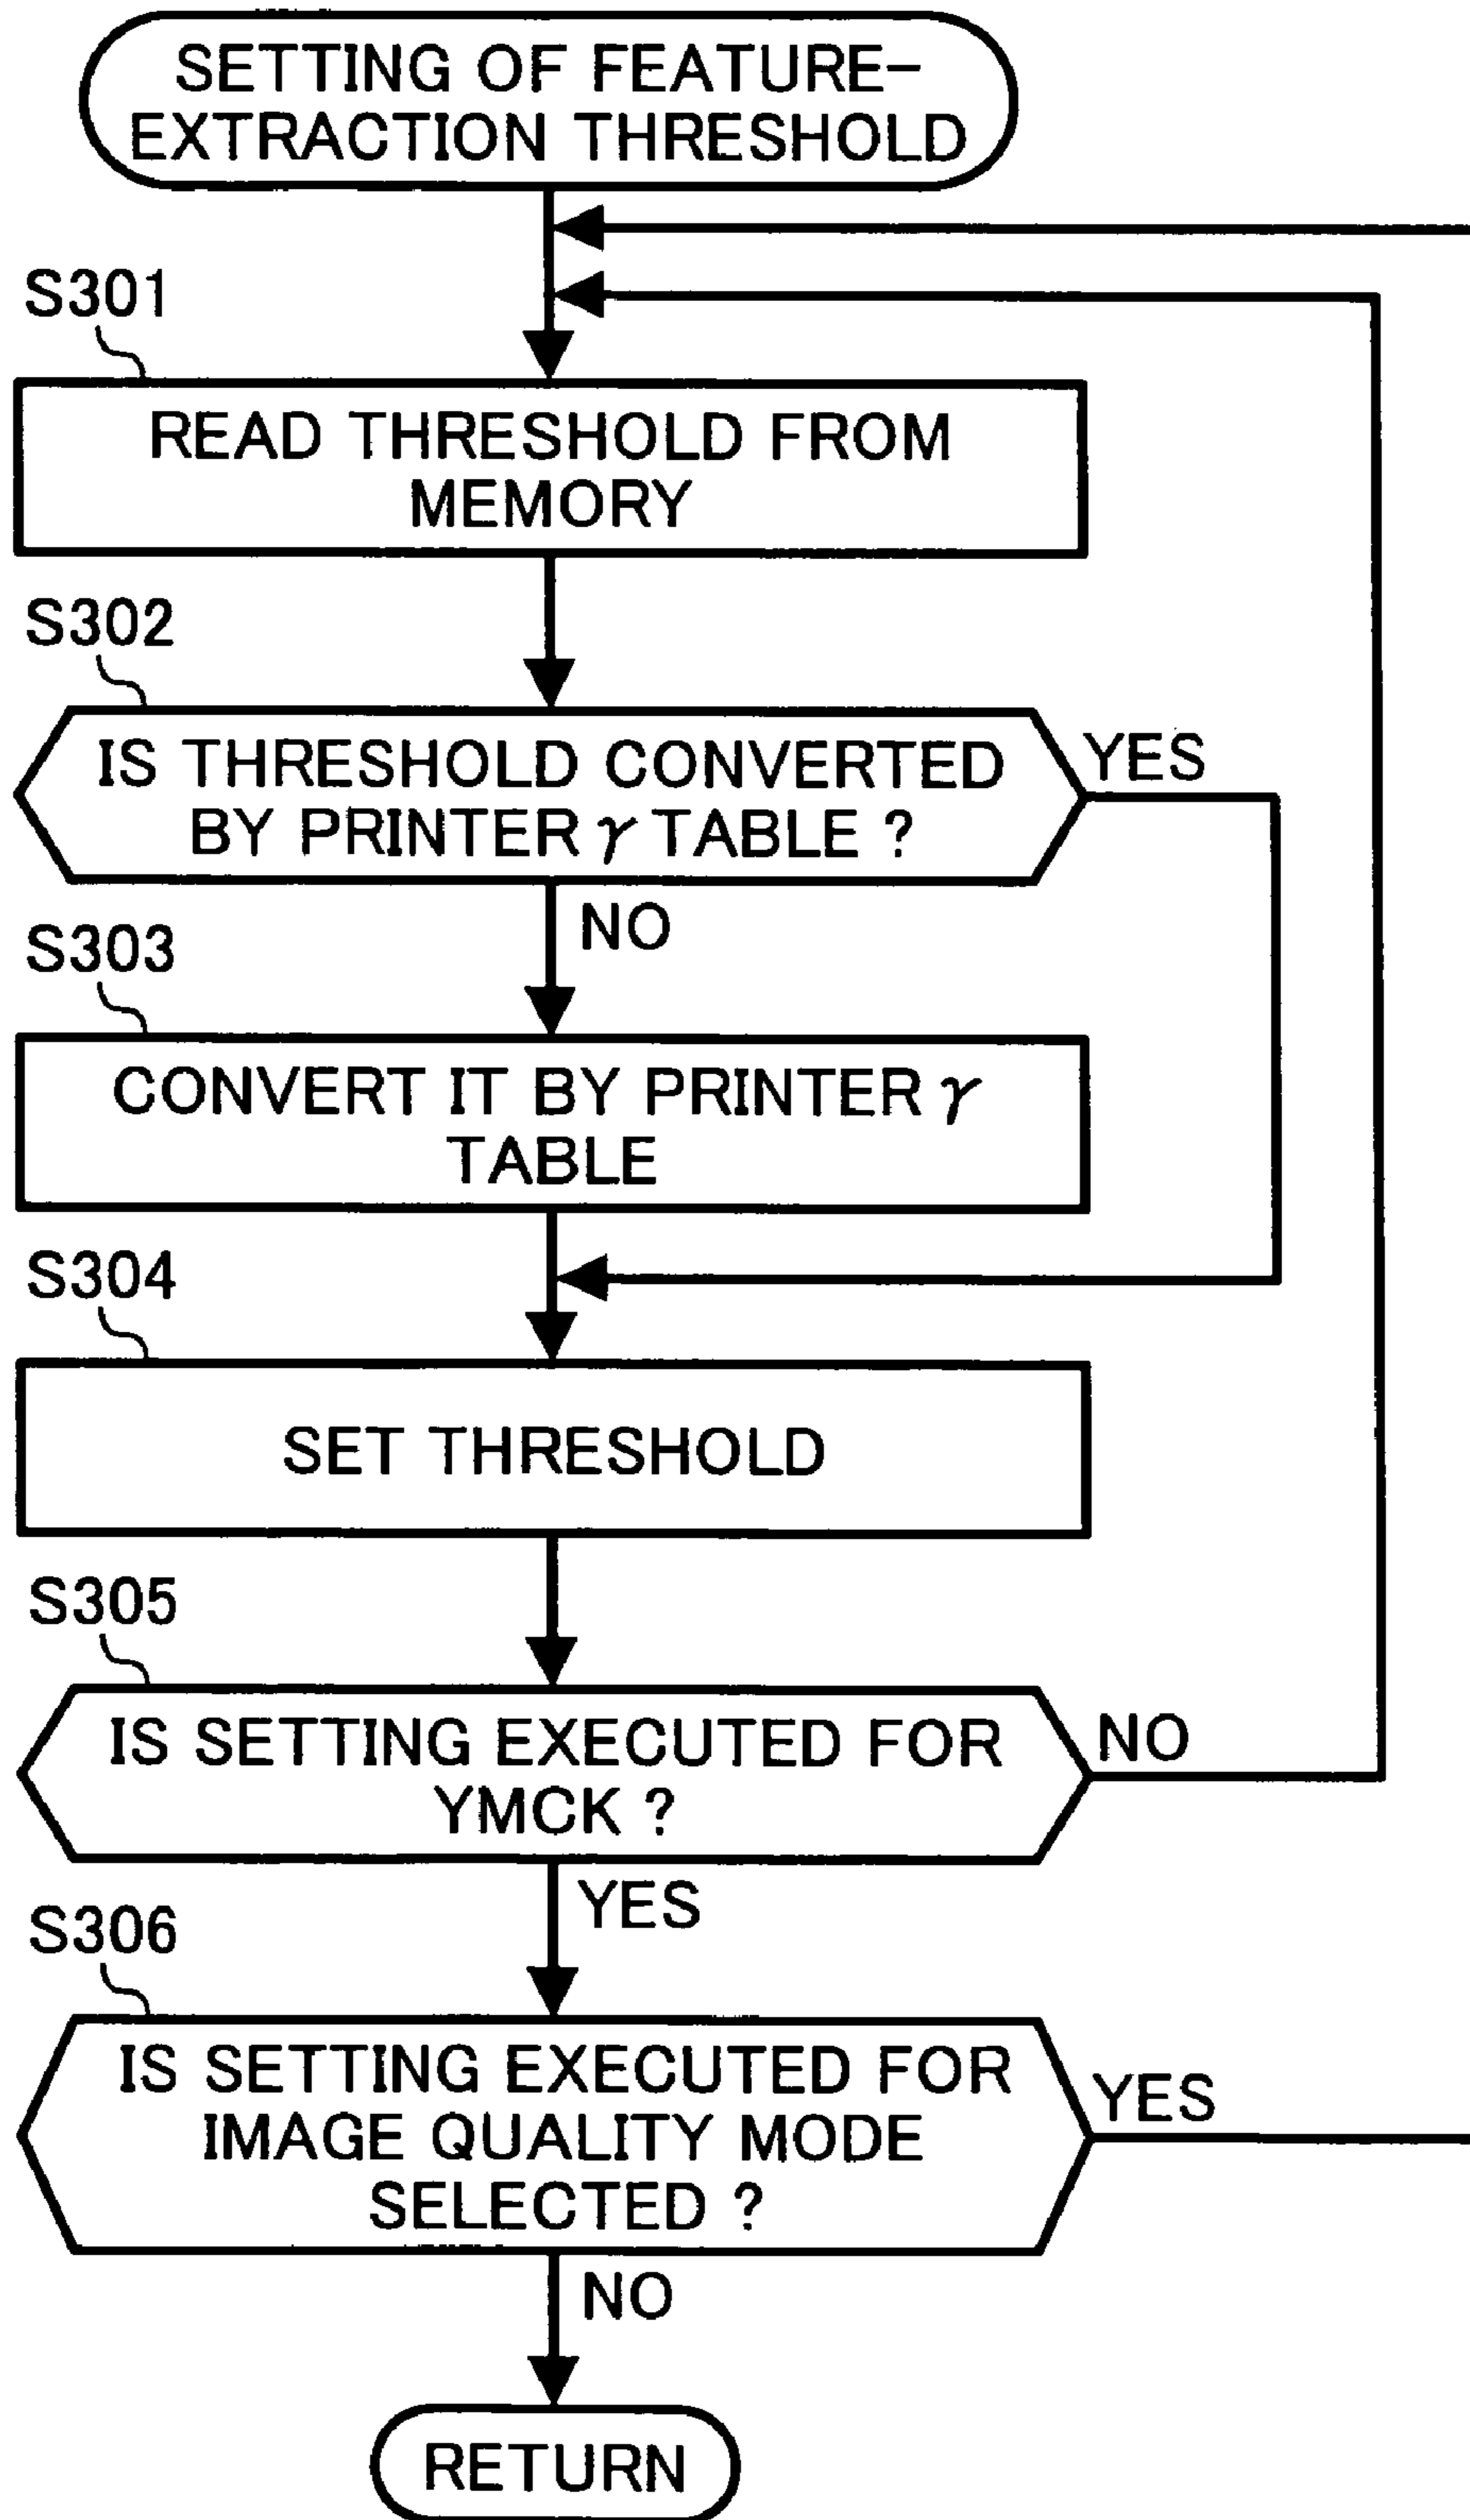 SETTING OF FEATURE-
EXTRACTION THRESHOLD
S301
READ THRESHOLD FROM
MEMORY
S302
IS THRESHOLD CONVERTED
BY PRINTER γ TABLE ?
YES
NO
S303
CONVERT IT BY PRINTER γ
TABLE
S304
SET THRESHOLD
S305
IS SETTING EXECUTED FOR
YMCK ?
NO
YES
S306
IS SETTING EXECUTED FOR
IMAGE QUALITY MODE
SELECTED ?
YES
NO
RETURN